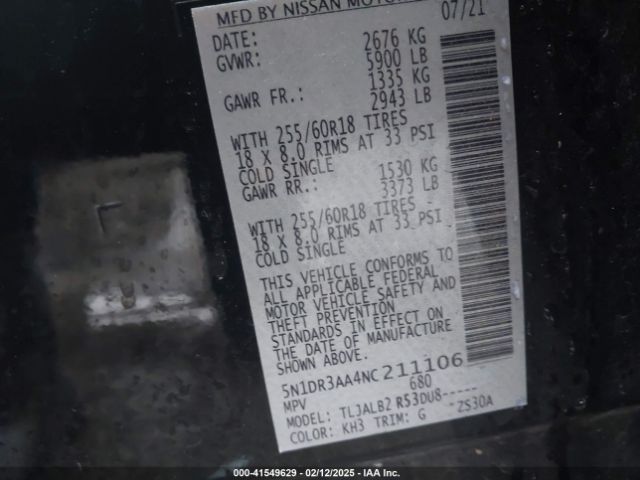 MFD BY NISSAN MOTOR
DATE: 07/21
GVWR: 2676 KG
5900 LB
GAWR FR.: 1335 KG
2943 LB
WITH 255/60R18 TIRES
18 X 8.0 RIMS AT 33 PSI
COLD SINGLE
GAWR RR.: 1530 KG
3373 LB
WITH 255/60R18 TIRES
18 X 8.0 RIMS AT 33 PSI
COLD SINGLE
THIS VEHICLE CONFORMS TO
ALL APPLICABLE FEDERAL
MOTOR VEHICLE SAFETY AND
THEFT PREVENTION
STANDARDS IN EFFECT ON
THE DATE OF MANUFACTURE
SHOWN ABOVE.
5N1DR3AA4NC211106
MPV 680
MODEL: TLJALB2 R53DU8-----
COLOR: KH3 TRIM: G -ZS30A
000-41549629 - 02/12/2025 - IAAI.COM